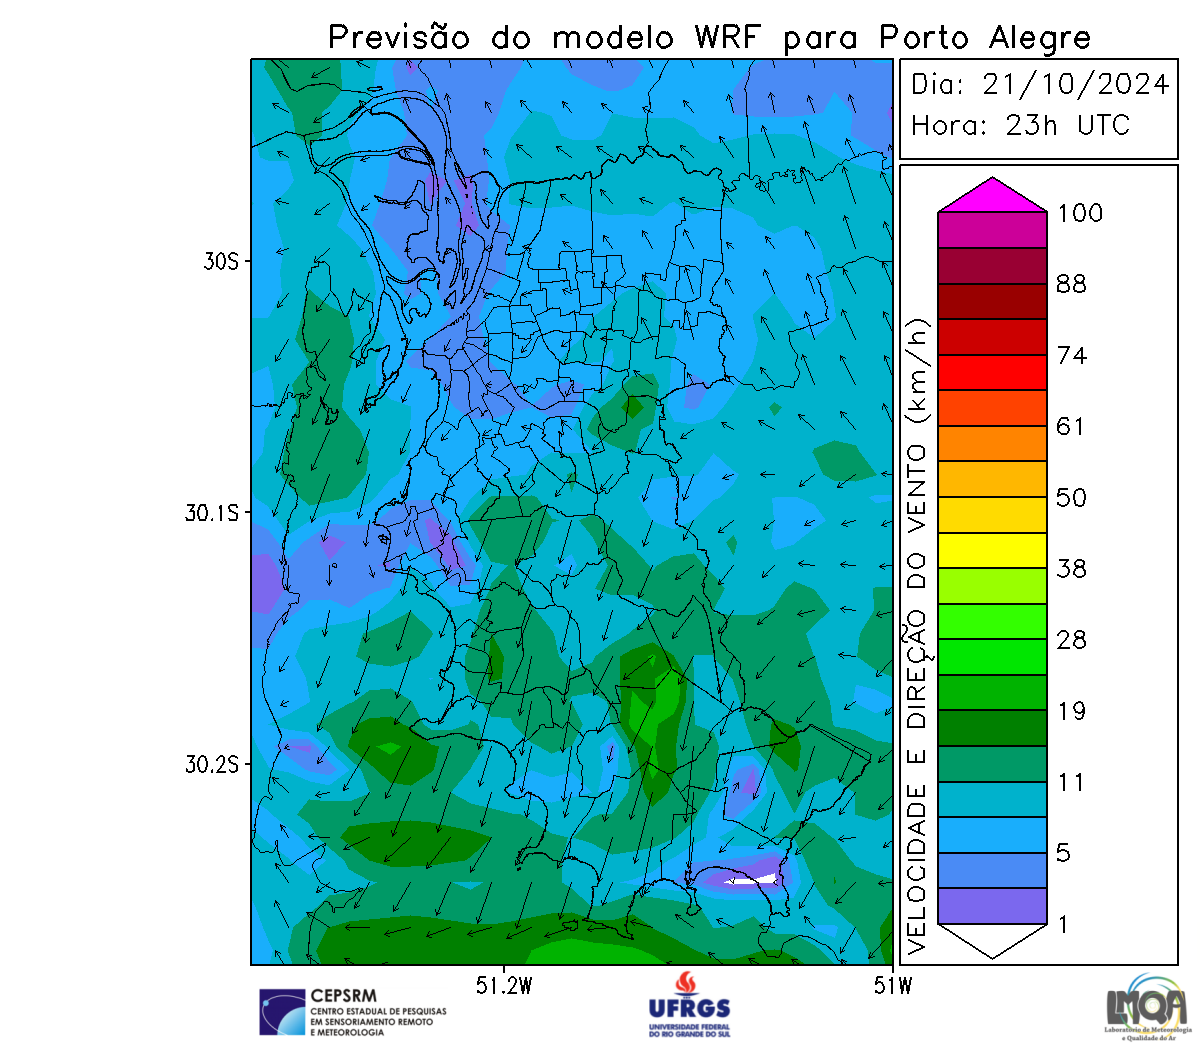 Previsão do modelo WRF para Porto Alegre
Dia: 21/10/2024
Hora: 23h UTC
VELOCIDADE E DIREÇÃO DO VENTO (km/h)
100
88
74
61
50
38
28
19
11
5
1
30S
30.1S
30.2S
51.2W
51W
CEPSRM
CENTRO ESTADUAL DE PESQUISAS
EM SENSORIAMENTO REMOTO
E METEOROLOGIA
UFRGS
UNIVERSIDADE FEDERAL
DO RIO GRANDE DO SUL
LMQA
Laboratório de Meteorologia
e Qualidade do Ar